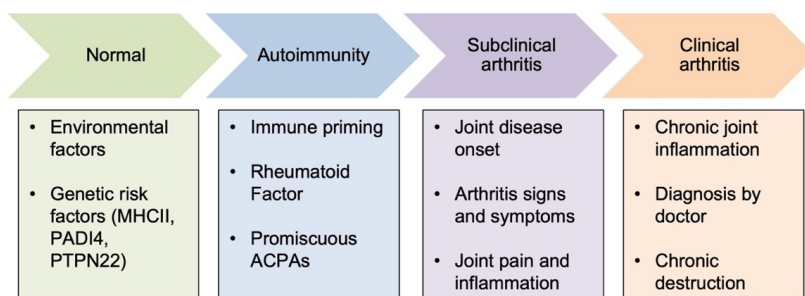 Normal
Autoimmunity
Subclinical
arthritis
Clinical
arthritis
• Environmental
factors
• Genetic risk
factors (MHCII,
PADI4,
PTPN22)
• Immune priming
• Rheumatoid
Factor
• Promiscuous
ACPAs
• Joint disease
onset
• Arthritis signs
and symptoms
• Joint pain and
inflammation
• Chronic joint
inflammation
• Diagnosis by
doctor
• Chronic
destruction